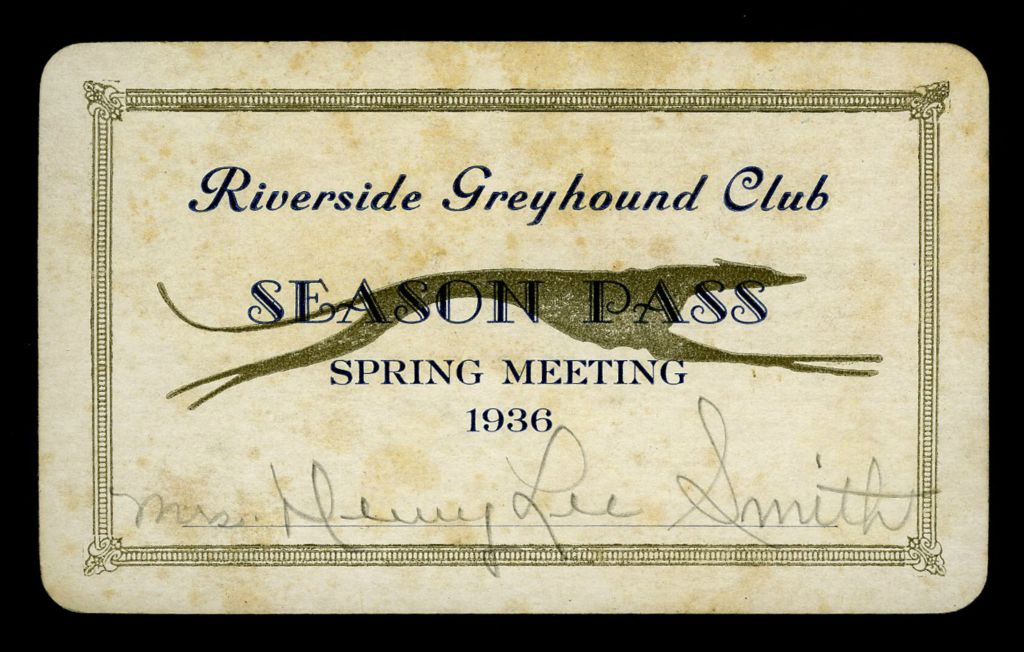 Riverside Greyhound Club
SEASON PASS
SPRING MEETING
1936
Mrs. Henry Lee Smith